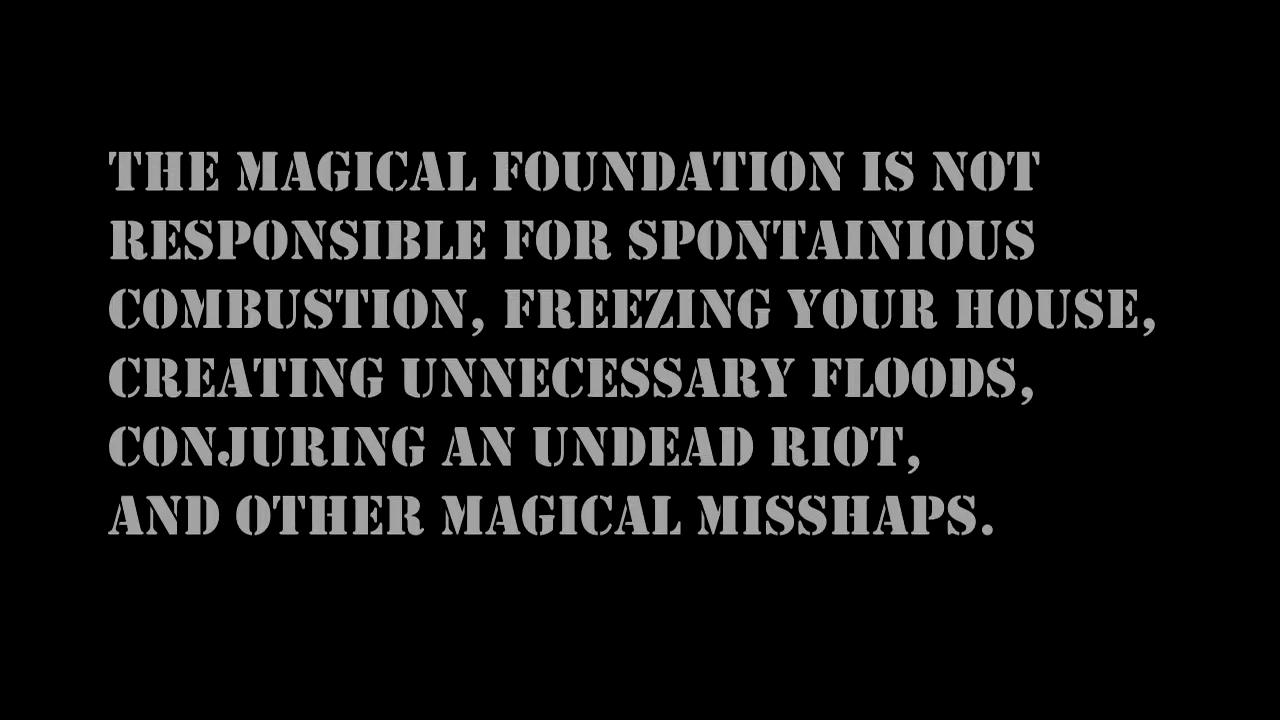 THE MAGICAL FOUNDATION IS NOT
RESPONSIBLE FOR SPONTAINIOUS
COMBUSTION, FREEZING YOUR HOUSE,
CREATING UNNECESSARY FLOODS,
CONJURING AN UNDEAD RIOT,
AND OTHER MAGICAL MISSHAPS.